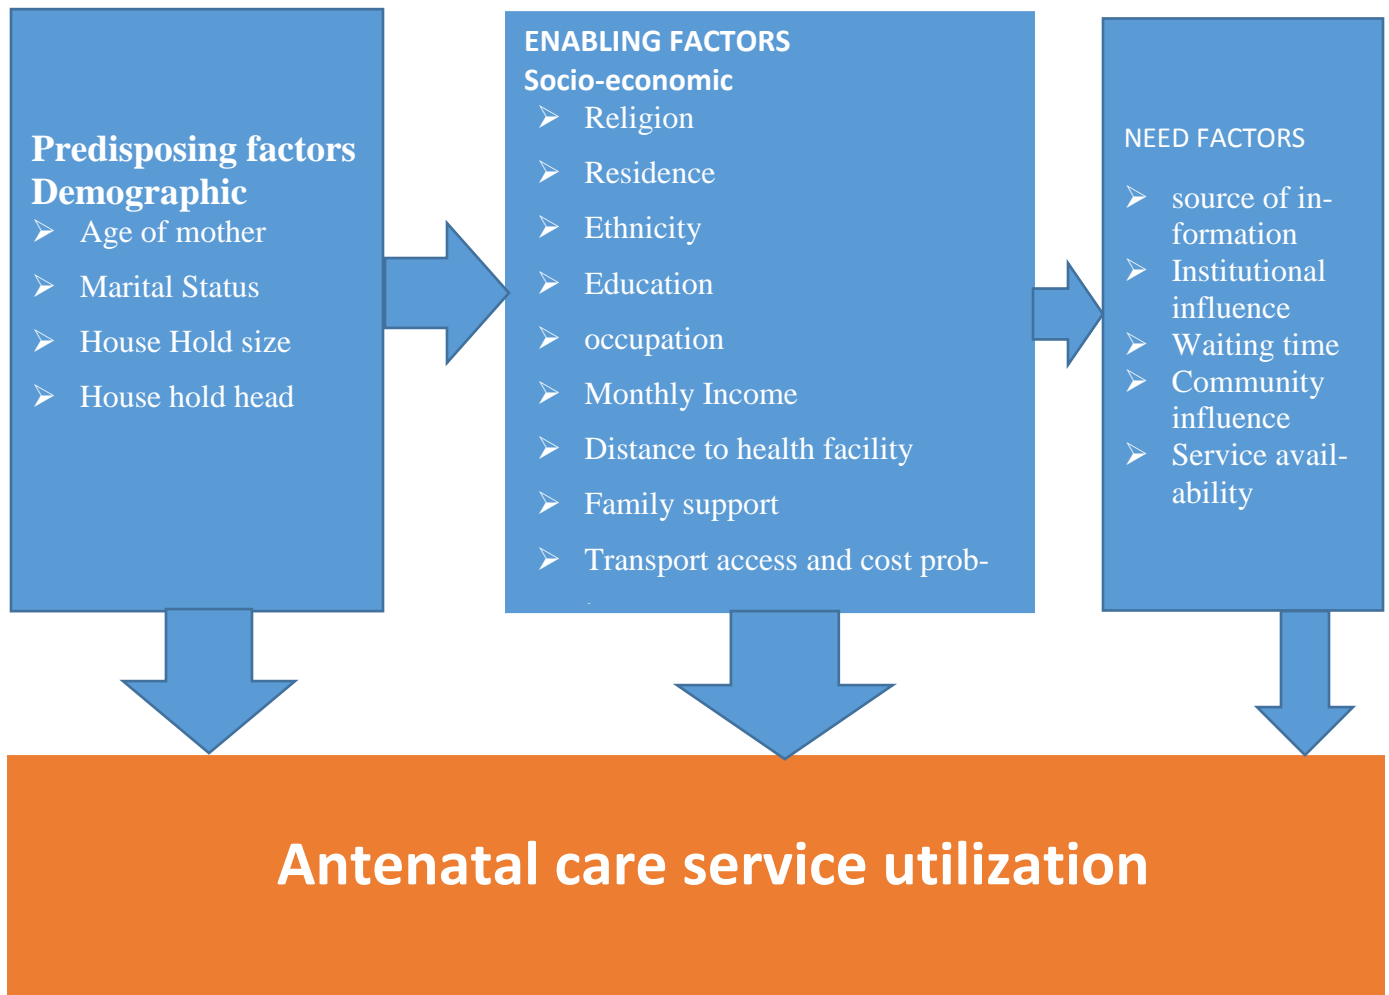 Predisposing factors
Demographic
➢ Age of mother
➢ Marital Status
➢ House Hold size
➢ House hold head
ENABLING FACTORS
Socio-economic
➢ Religion
➢ Residence
➢ Ethnicity
➢ Education
➢ occupation
➢ Monthly Income
➢ Distance to health facility
➢ Family support
➢ Transport access and cost prob-
NEED FACTORS
➢ source of in-
formation
➢ Institutional
influence
➢ Waiting time
➢ Community
influence
➢ Service avail-
ability
Antenatal care service utilization